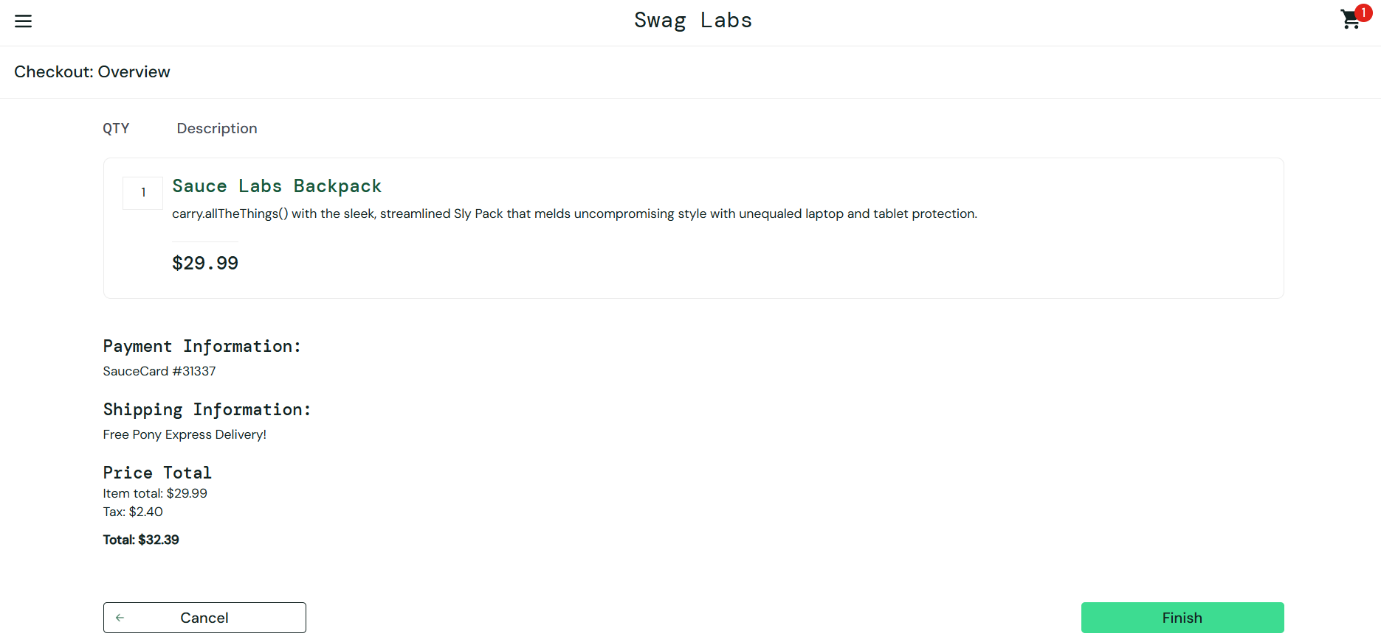 Swag Labs
1
Checkout: Overview
QTY Description
1
Sauce Labs Backpack
carry.allTheThings() with the sleek, streamlined Sly Pack that melds uncompromising style with unequaled laptop and tablet protection.
$29.99
Payment Information:
SauceCard #31337
Shipping Information:
Free Pony Express Delivery!
Price Total
Item total: $29.99
Tax: $2.40
Total: $32.39
Cancel
Finish